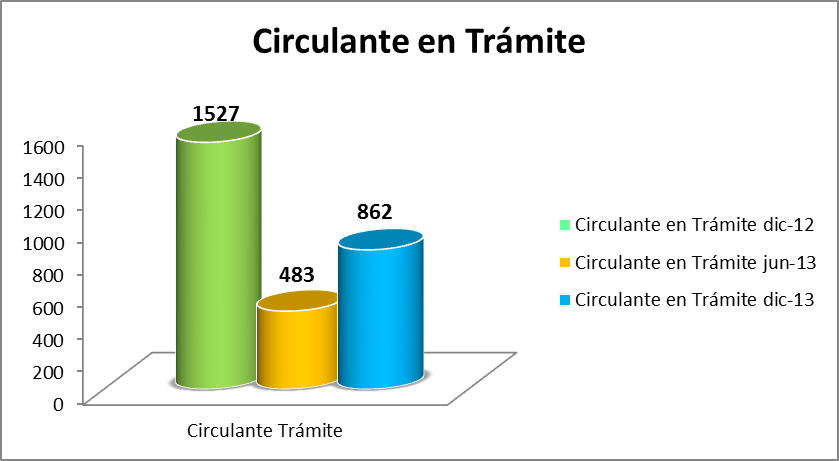 Circulante en Trámite
1527
862
483
1600
1400
1200
1000
800
600
400
200
0
Circulante Trámite
Circulante en Trámite dic-12
Circulante en Trámite jun-13
Circulante en Trámite dic-13